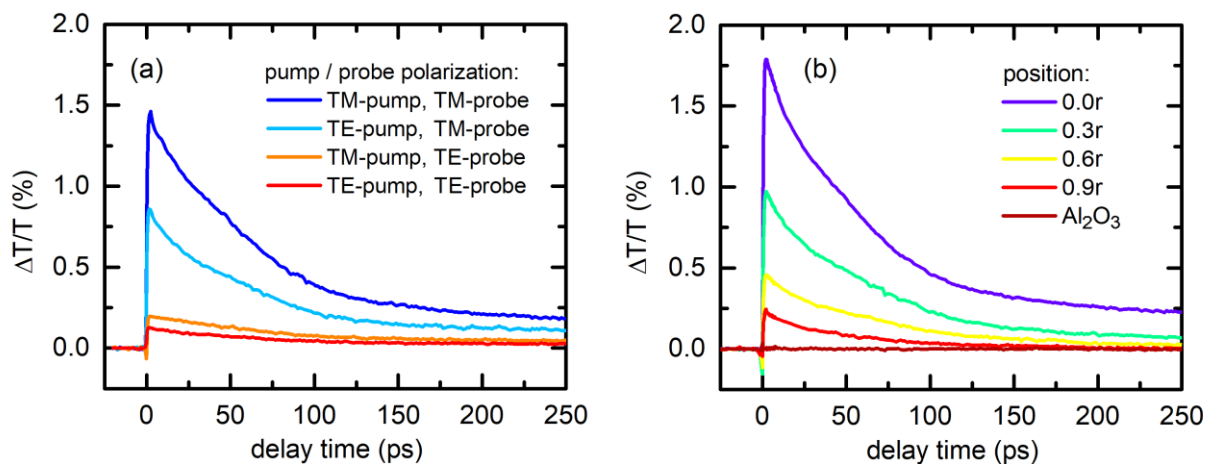 (a)
pump / probe polarization:
TM-pump, TM-probe
TE-pump, TM-probe
TM-pump, TE-probe
TE-pump, TE-probe
2.0
1.5
1.0
0.5
0.0
ΔT/T (%)
0 50 100 150 200 250
delay time (ps)
(b)
position:
0.0r
0.3r
0.6r
0.9r
Al₂O₃
2.0
1.5
1.0
0.5
0.0
ΔT/T (%)
0 50 100 150 200 250
delay time (ps)